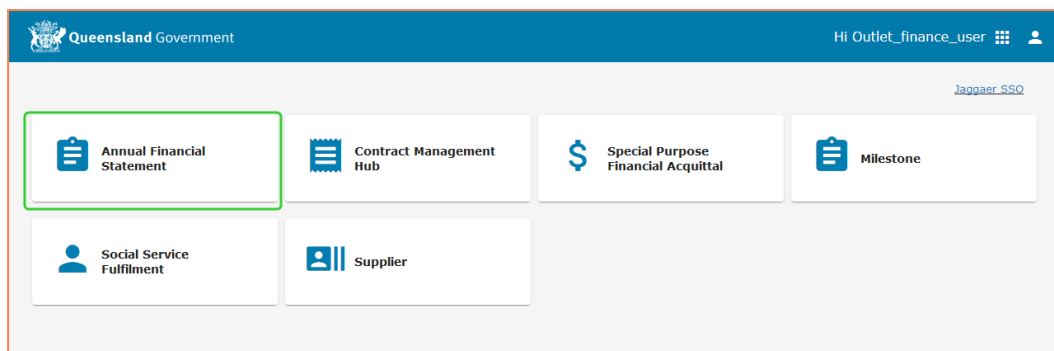 Queensland Government
Hi Outlet_finance_user
Jaggaer SSO
Annual Financial
Statement
Contract Management
Hub
Special Purpose
Financial Acquittal
Milestone
Social Service
Fulfilment
Supplier